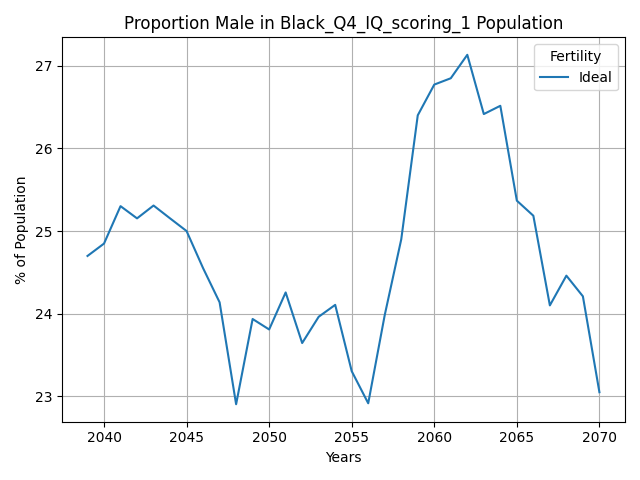 Proportion Male in Black_Q4_IQ_scoring_1 Population
Fertility
Ideal
27
26
25
24
23
% of Population
2040 2045 2050 2055 2060 2065 2070
Years